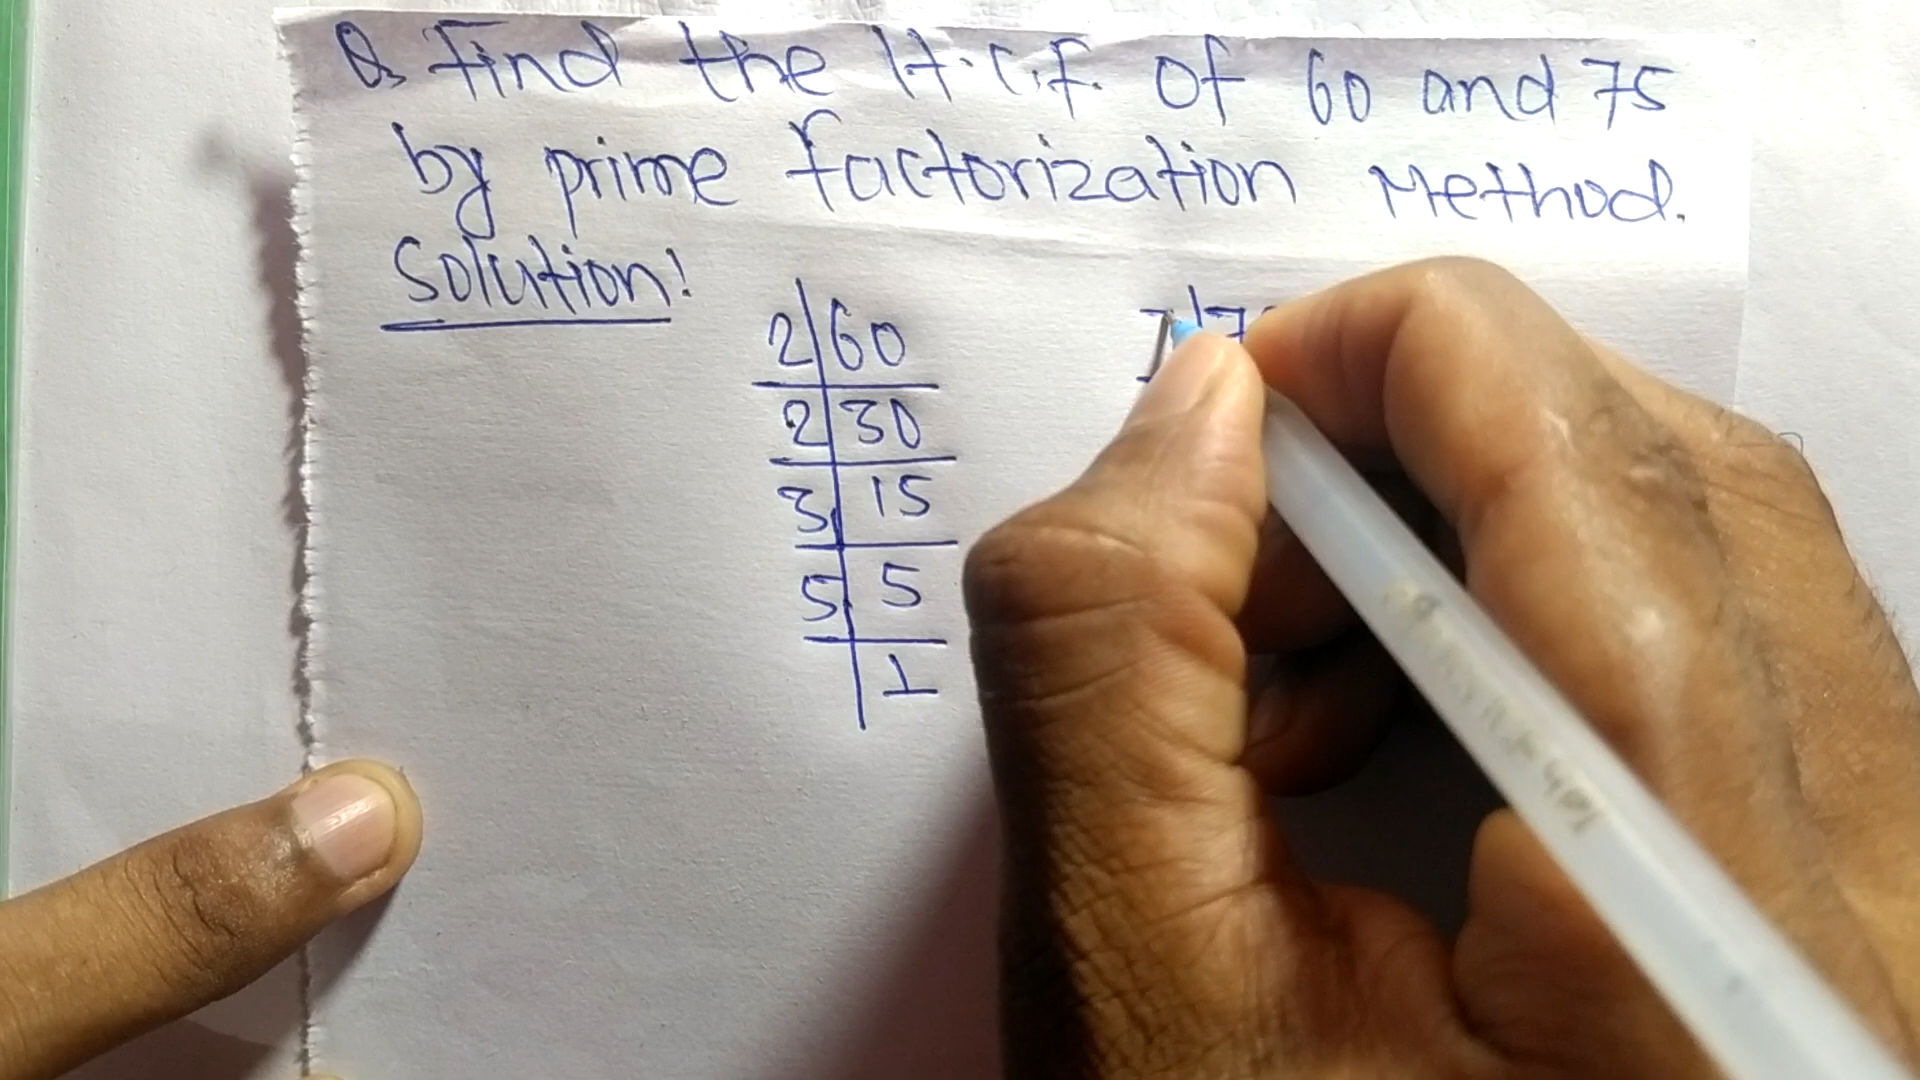 Q. Find the H.C.F. of 60 and 75
by prime factorization Method.
Solution:
2 60
2 30
3 15
5 5
1